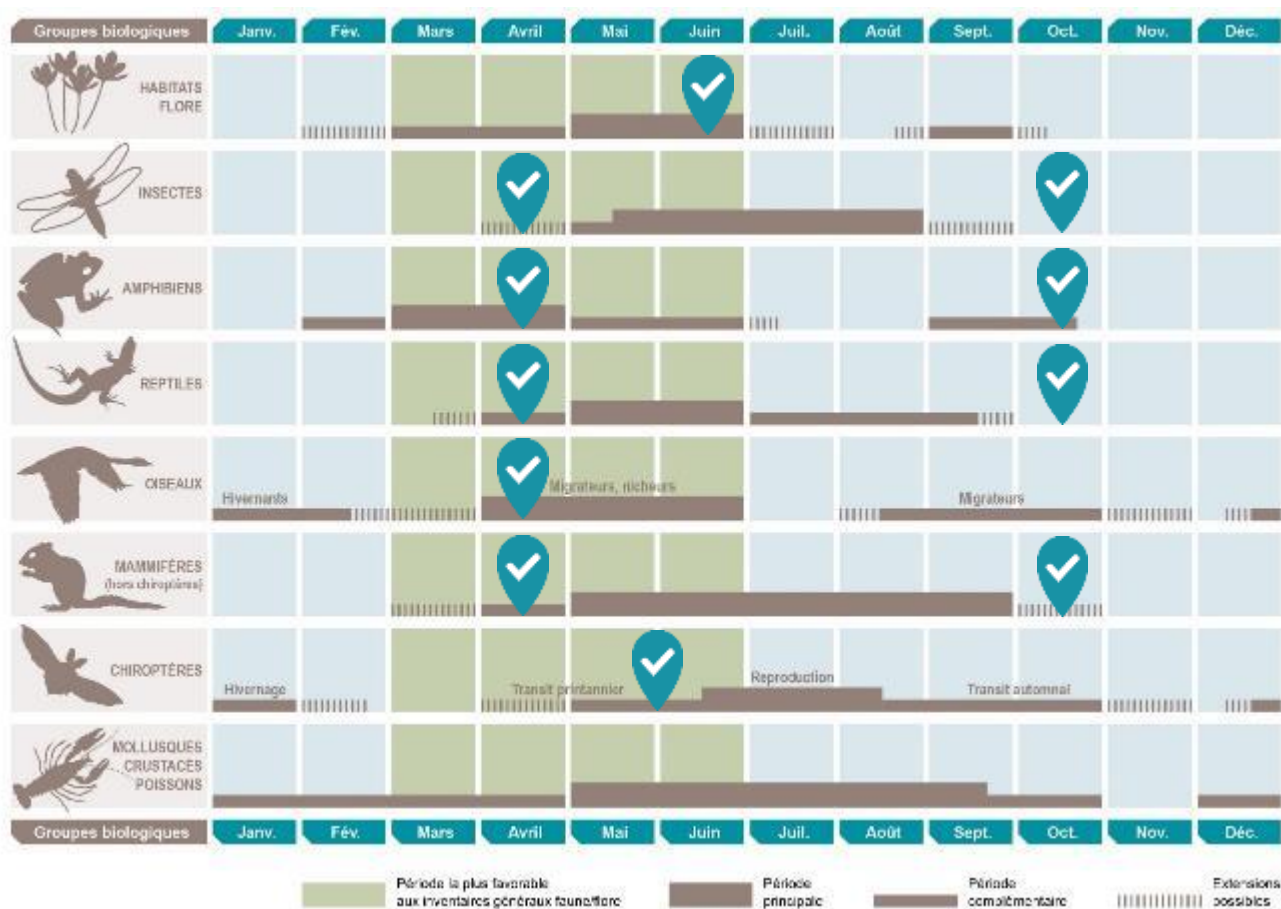 Groupes biologiques Janv. Fév. Mars Avril Mai Juin Juil. Août Sept. Oct. Nov. Déc.
HABITATS
FLORE
INSECTES
AMPHIBIENS
REPTILES
OISEAUX
Hivernants Migrateurs, nicheurs Migrateurs
MAMMIFÈRES
(hors chiroptères)
CHIROPTÈRES
Hivernage Transit printannier Reproduction Transit automnal
MOLLUSQUES
CRUSTACÉS
POISSONS
Groupes biologiques Janv. Fév. Mars Avril Mai Juin Juil. Août Sept. Oct. Nov. Déc.
Période la plus favorable
aux inventaires généraux faune/flore
Période
principale
Période
complémentaire
Extensions
possibles